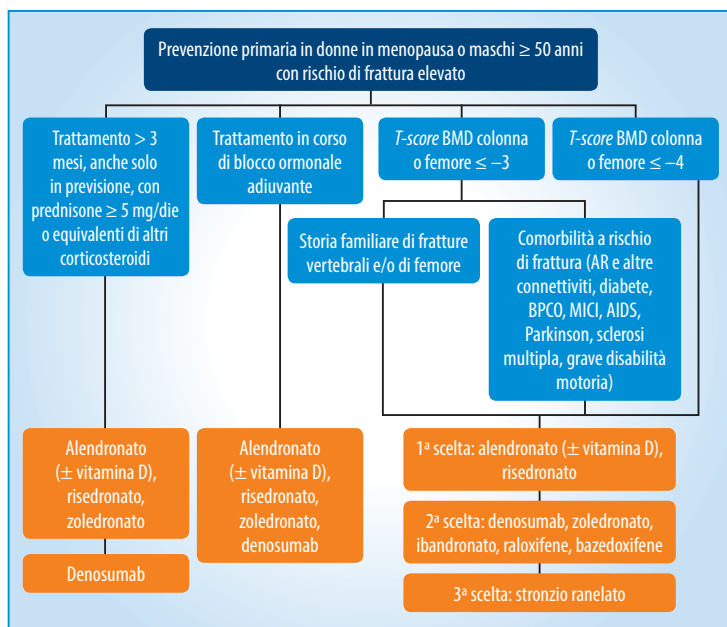 Prevenzione primaria in donne in menopausa o maschi ≥ 50 anni
con rischio di frattura elevato
Trattamento > 3
mesi, anche solo
in previsione, con
prednisone ≥ 5 mg/die
o equivalenti di altri
corticosteroidi
Trattamento in corso
di blocco ormonale
adiuvante
T-score BMD colonna
o femore ≤ −3
T-score BMD colonna
o femore ≤ −4
Storia familiare di fratture
vertebrali e/o di femore
Comorbilità a rischio
di frattura (AR e altre
connettiviti, diabete,
BPCO, MICI, AIDS,
Parkinson, sclerosi
multipla, grave disabilità
motoria)
Alendronato
(± vitamina D),
risedronato,
zoledronato
Denosumab
Alendronato
(± vitamina D),
risedronato,
zoledronato,
denosumab
1ª scelta: alendronato (± vitamina D),
risedronato
2ª scelta: denosumab, zoledronato,
ibandronato, raloxifene, bazedoxifene
3ª scelta: stronzio ranelato